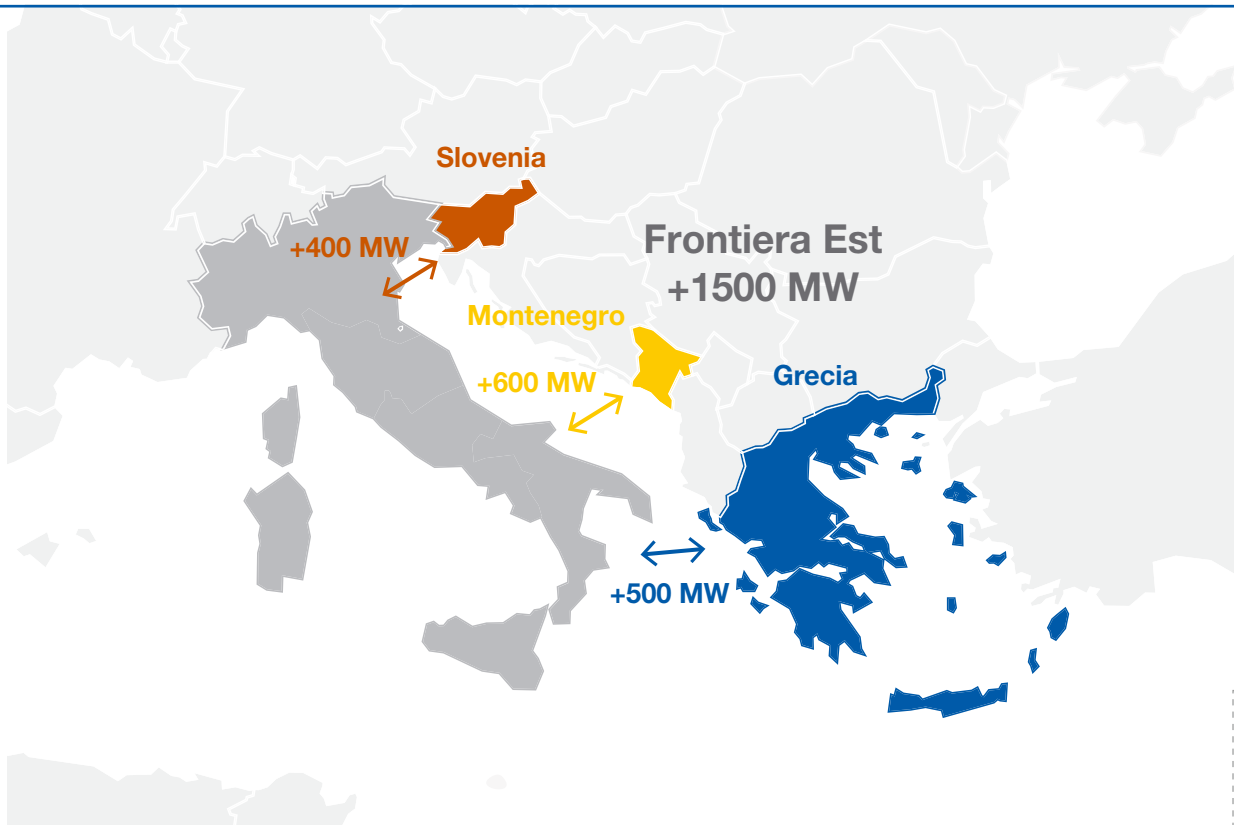 Slovenia
+400 MW
Frontiera Est
+1500 MW
Montenegro
+600 MW
Grecia
+500 MW